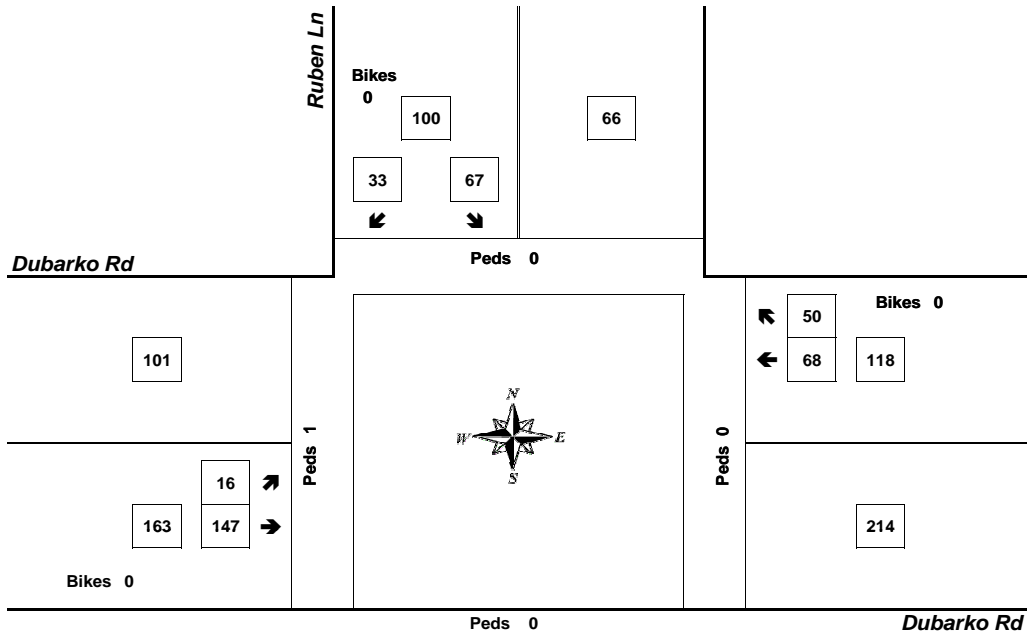 Ruben Ln
Bikes
0
100
66
33
67
Peds 0
Dubarko Rd
50
Bikes 0
101
68
118
N
W
E
S
Peds 1
Peds 0
16
163
147
214
Bikes 0
Peds 0
Dubarko Rd